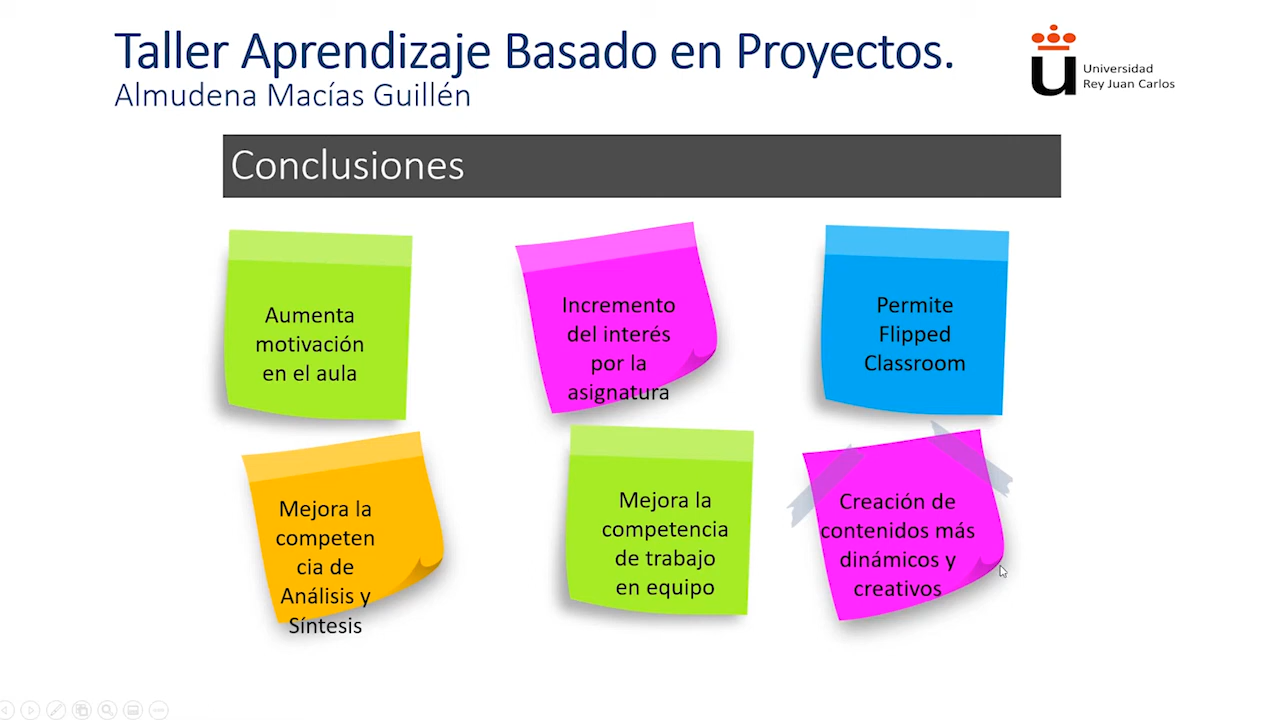 Taller Aprendizaje Basado en Proyectos.
Almudena Macías Guillén
Universidad
Rey Juan Carlos
Conclusiones
Aumenta
motivación
en el aula
Incremento
del interés
por la
asignatura
Permite
Flipped
Classroom
Mejora la
competen
cia de
Análisis y
Síntesis
Mejora la
competencia
de trabajo
en equipo
Creación de
contenidos más
dinámicos y
creativos